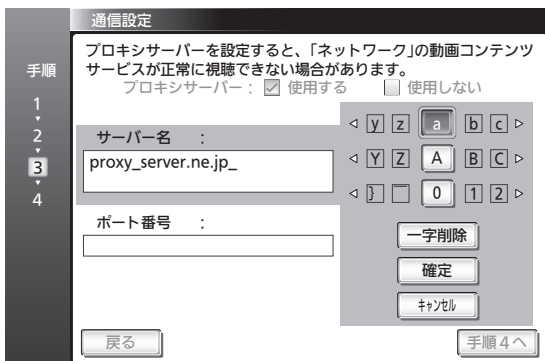 通信設定
プロキシサーバーを設定すると、「ネットワーク」の動画コンテンツ
サービスが正常に視聴できない場合があります。
プロキシサーバー : 使用する 使用しない
手順
1
2
3
4
サーバー名 :
proxy_server.ne.jp_
ポート番号 :
y z a b c
Y Z A B C
} ‾ 0 1 2
一字削除
確定
キャンセル
戻る
手順4へ